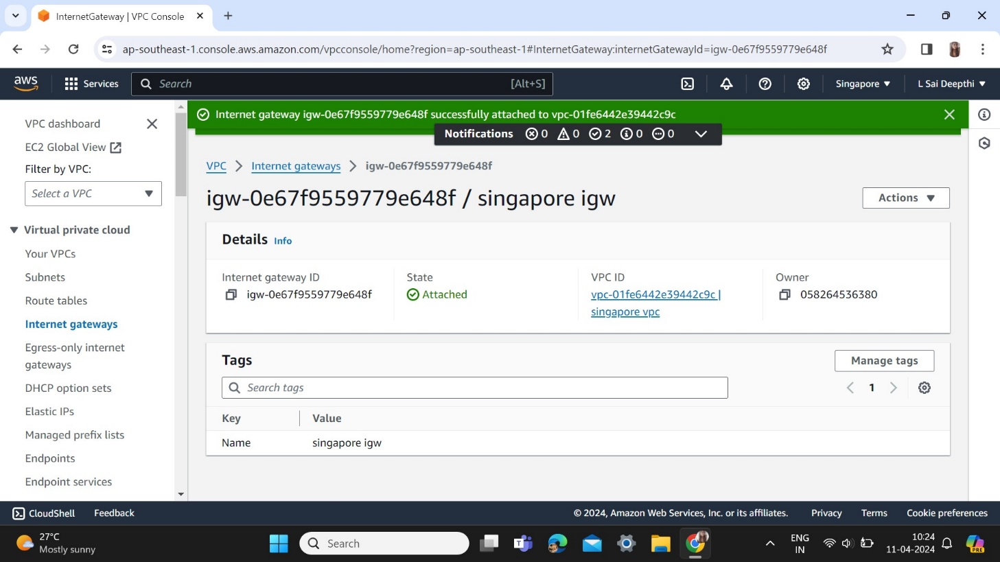 InternetGateway | VPC Console
ap-southeast-1.console.aws.amazon.com/vpcconsole/home?region=ap-southeast-1#InternetGateway:internetGatewayId=igw-0e67f9559779e648f
aws
Services
Search
[Alt+S]
Singapore
L Sai Deepthi
VPC dashboard
EC2 Global View
Filter by VPC:
Select a VPC
Virtual private cloud
Your VPCs
Subnets
Route tables
Internet gateways
Egress-only internet
gateways
DHCP option sets
Elastic IPs
Managed prefix lists
Endpoints
Endpoint services
Internet gateway igw-0e67f9559779e648f successfully attached to vpc-01fe6442e39442c9c
Notifications 0 0 2 0 0
VPC > Internet gateways > igw-0e67f9559779e648f
igw-0e67f9559779e648f / singapore igw
Actions
Details Info
Internet gateway ID
igw-0e67f9559779e648f
State
Attached
VPC ID
vpc-01fe6442e39442c9c |
singapore vpc
Owner
058264536380
Tags
Manage tags
Search tags
1
Key Value
Name singapore igw
CloudShell Feedback
© 2024, Amazon Web Services, Inc. or its affiliates. Privacy Terms Cookie preferences
27°C
Mostly sunny
Search
ENG
IN
10:24
11-04-2024
PRE